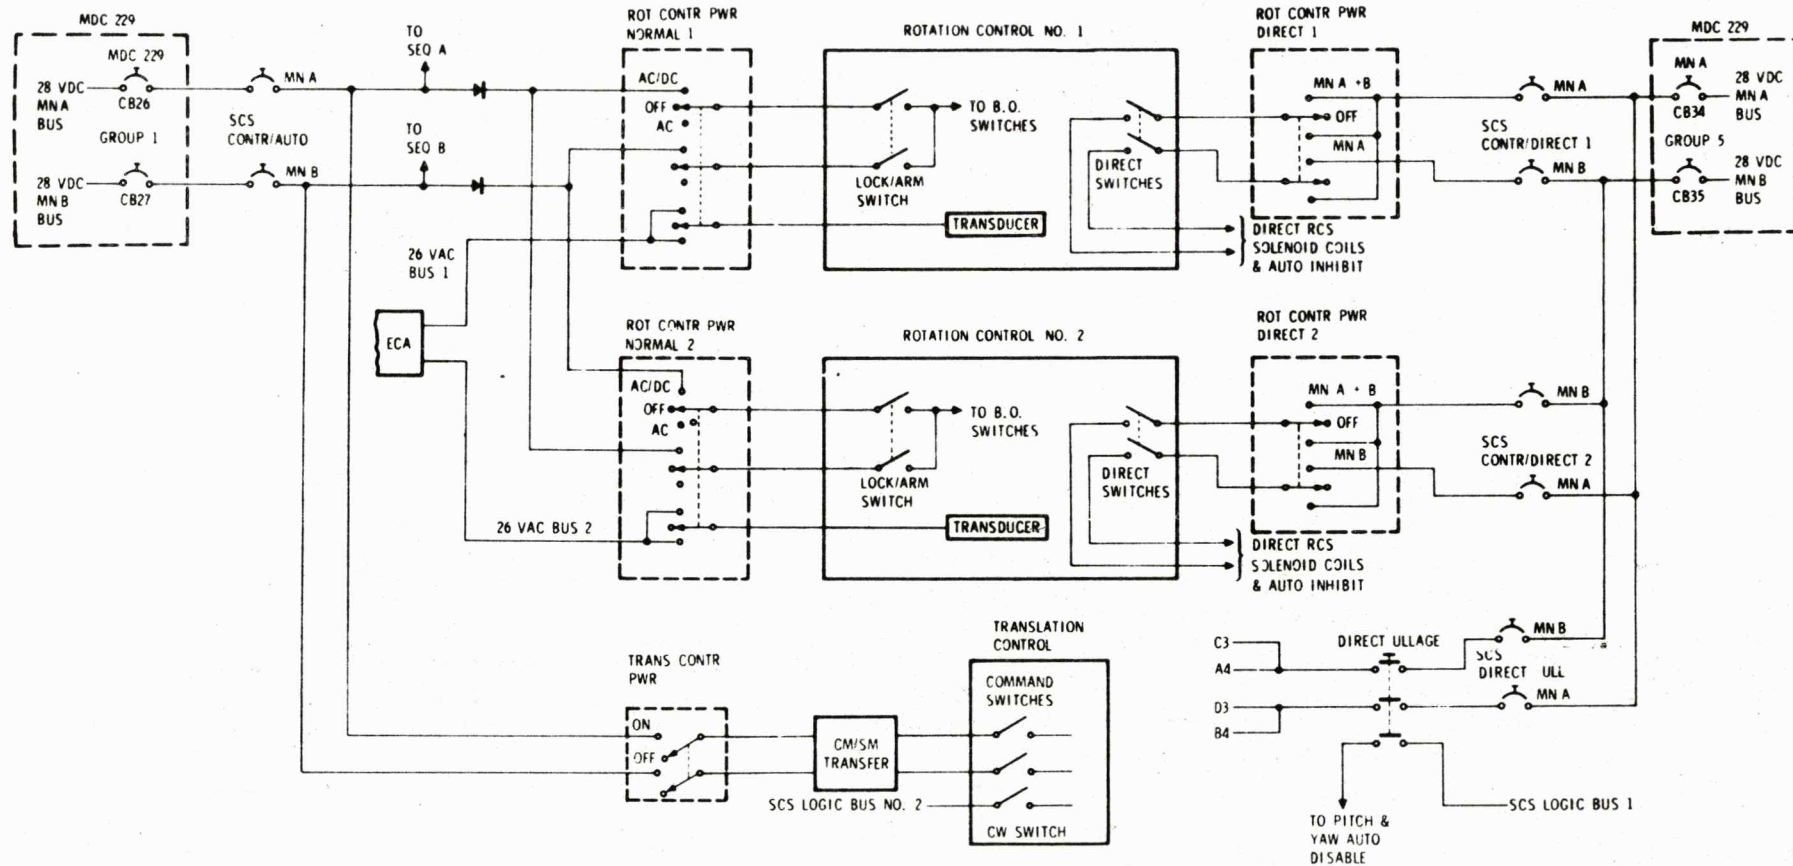 MDC 229
MDC 229
28 VDC
MN A
BUS
CB26
GROUP 1
28 VDC
MN B
BUS
CB27
MN A
SCS
CONTR/AUTO
MN B
TO
SEQ A
TO
SEQ B
26 VAC
BUS 1
ECA
26 VAC BUS 2
ROT CONTR PWR
NORMAL 1
AC/DC
OFF
AC
ROTATION CONTROL NO. 1
TO B.O.
SWITCHES
LOCK/ARM
SWITCH
TRANSDUCER
DIRECT
SWITCHES
ROT CONTR PWR
DIRECT 1
MN A + B
OFF
MN A
DIRECT RCS
SOLENOID COILS
& AUTO INHIBIT
MN A
SCS
CONTR/DIRECT 1
MN B
MDC 229
MN A
28 VDC
MN A
BUS
CB34
GROUP 5
28 VDC
MN B
BUS
CB35
ROT CONTR PWR
NORMAL 2
AC/DC
OFF
AC
ROTATION CONTROL NO. 2
TO B.O.
SWITCHES
LOCK/ARM
SWITCH
TRANSDUCER
DIRECT
SWITCHES
ROT CONTR PWR
DIRECT 2
MN A + B
OFF
MN B
DIRECT RCS
SOLENOID COILS
& AUTO INHIBIT
MN B
SCS
CONTR/DIRECT 2
MN A
TRANS CONTR
PWR
ON
OFF
CM/SM
TRANSFER
SCS LOGIC BUS NO. 2
TRANSLATION
CONTROL
COMMAND
SWITCHES
CW SWITCH
C3
A4
D3
B4
DIRECT ULLAGE
MN B
SCS
DIRECT ULL
MN A
SCS LOGIC BUS 1
TO PITCH &
YAW AUTO
DISABLE